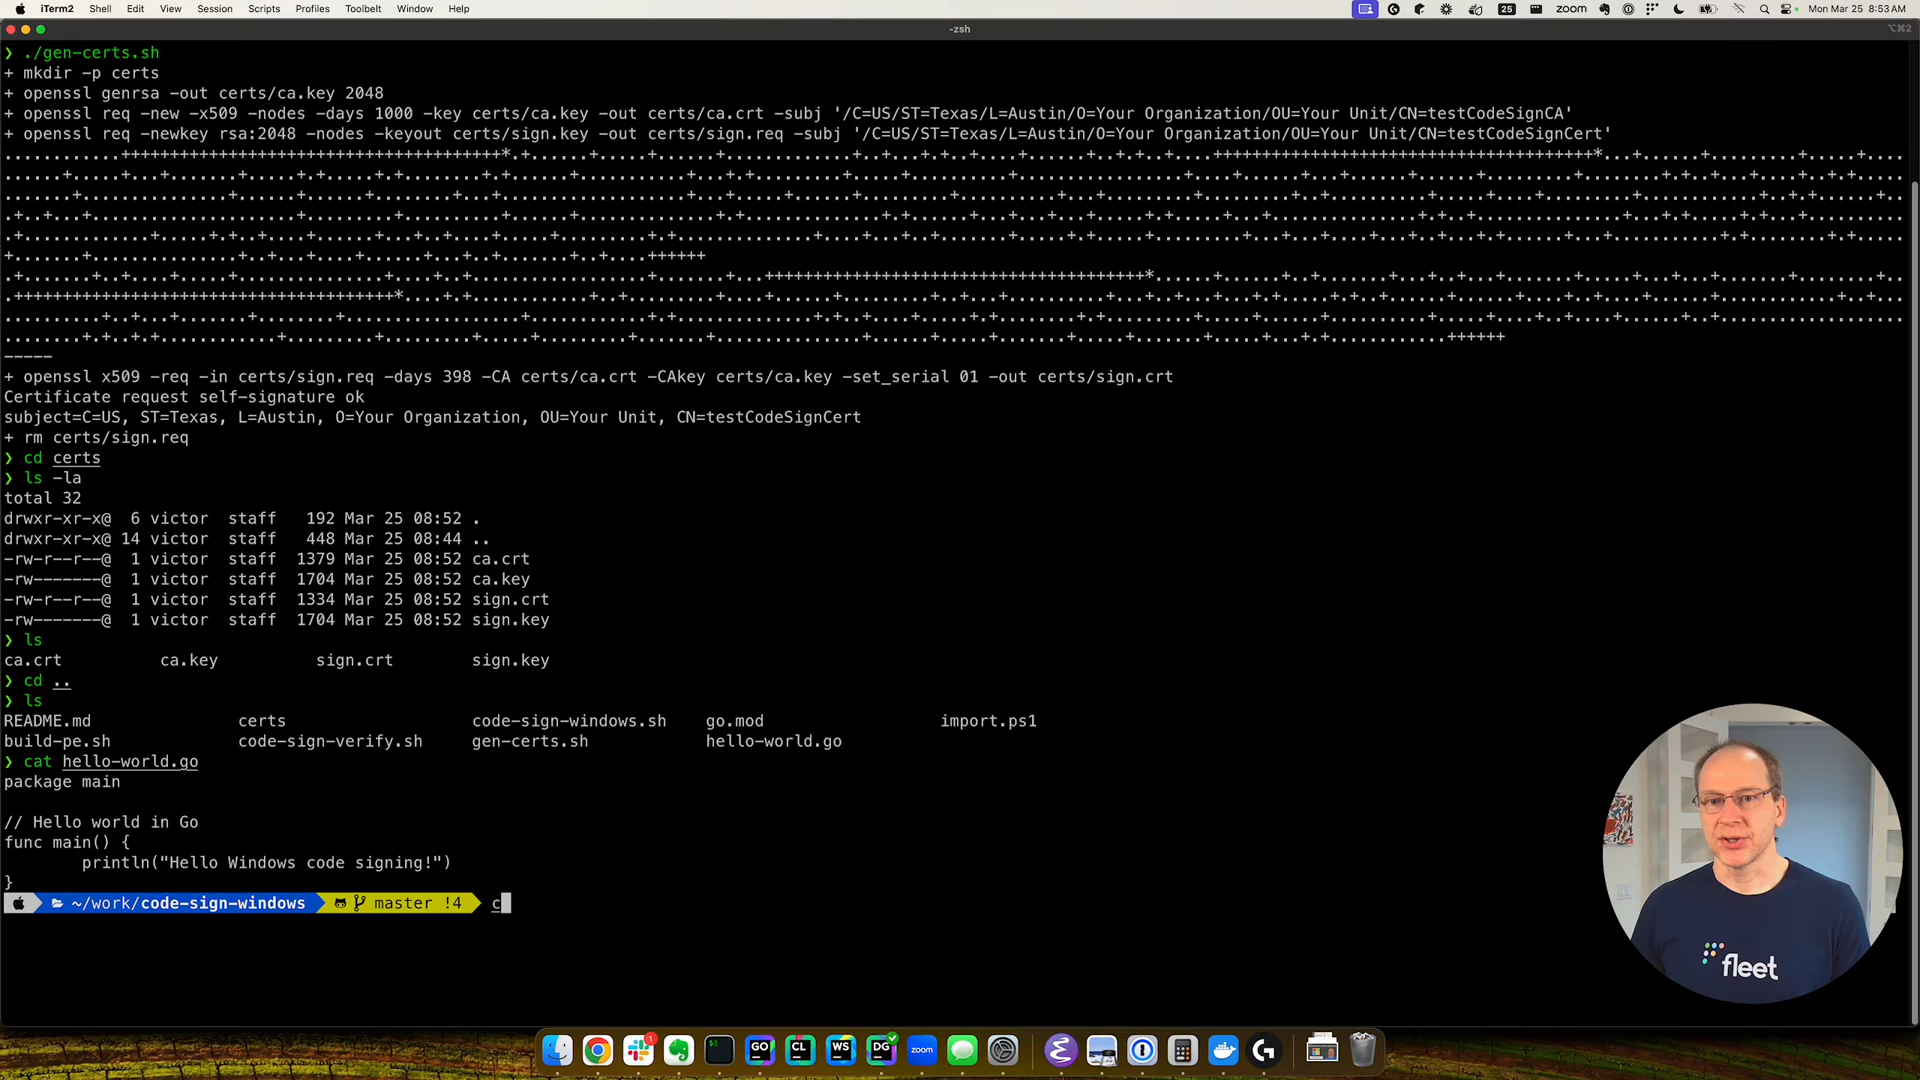 iTerm2 Shell Edit View Session Scripts Profiles Toolbelt Window Help 25 zoom Mon Mar 25 8:53 AM
-zsh ⌥⌘2
❯ ./gen-certs.sh
+ mkdir -p certs
+ openssl genrsa -out certs/ca.key 2048
+ openssl req -new -x509 -nodes -days 1000 -key certs/ca.key -out certs/ca.crt -subj '/C=US/ST=Texas/L=Austin/O=Your Organization/OU=Your Unit/CN=testCodeSignCA'
+ openssl req -newkey rsa:2048 -nodes -keyout certs/sign.key -out certs/sign.req -subj '/C=US/ST=Texas/L=Austin/O=Your Organization/OU=Your Unit/CN=testCodeSignCert'
-----
+ openssl x509 -req -in certs/sign.req -days 398 -CA certs/ca.crt -CAkey certs/ca.key -set_serial 01 -out certs/sign.crt
Certificate request self-signature ok
subject=C=US, ST=Texas, L=Austin, O=Your Organization, OU=Your Unit, CN=testCodeSignCert
+ rm certs/sign.req
❯ cd certs
❯ ls -la
total 32
drwxr-xr-x@ 6 victor staff 192 Mar 25 08:52 .
drwxr-xr-x@ 14 victor staff 448 Mar 25 08:44 ..
-rw-r--r--@ 1 victor staff 1379 Mar 25 08:52 ca.crt
-rw-------@ 1 victor staff 1704 Mar 25 08:52 ca.key
-rw-r--r--@ 1 victor staff 1334 Mar 25 08:52 sign.crt
-rw-------@ 1 victor staff 1704 Mar 25 08:52 sign.key
❯ ls
ca.crt ca.key sign.crt sign.key
❯ cd ..
❯ ls
README.md certs code-sign-windows.sh go.mod import.ps1
build-pe.sh code-sign-verify.sh gen-certs.sh hello-world.go
❯ cat hello-world.go
package main
// Hello world in Go
func main() {
println("Hello Windows code signing!")
}
~/work/code-sign-windows master !4 c
fleet
1 GO CL WS DG zoom